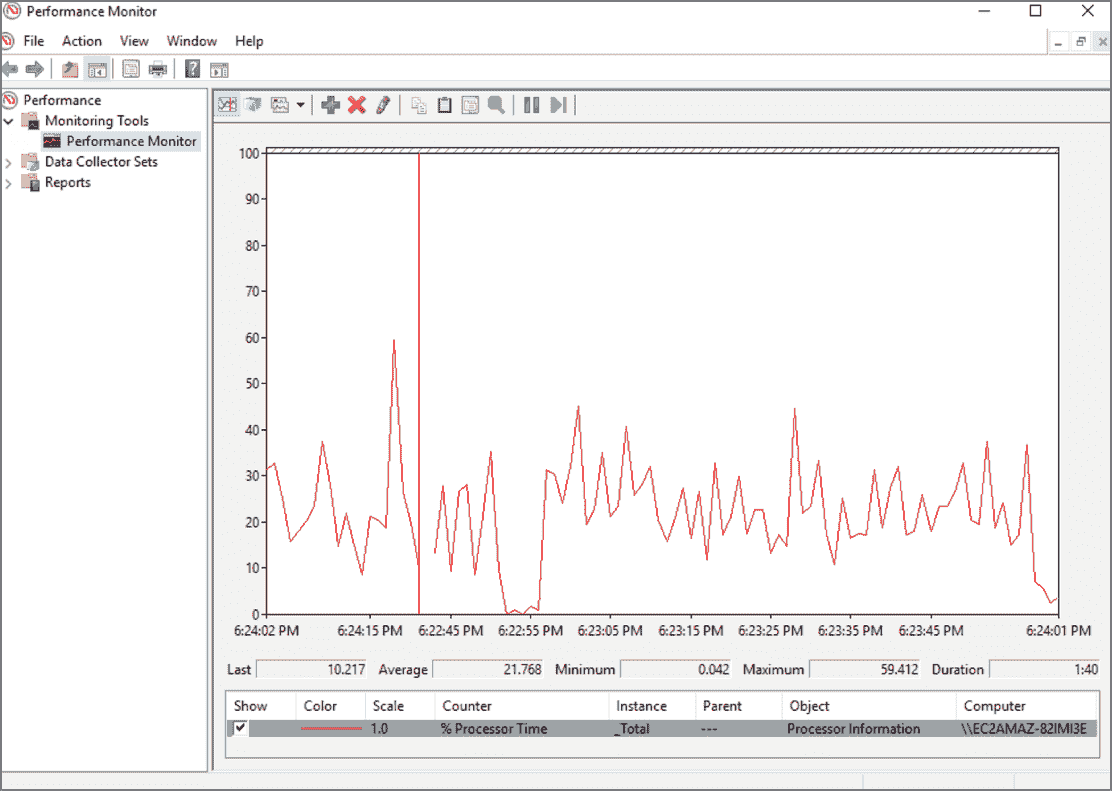 Performance Monitor
File Action View Window Help
Performance
Monitoring Tools
Performance Monitor
Data Collector Sets
Reports
100
90
80
70
60
50
40
30
20
10
0
6:24:02 PM 6:24:15 PM 6:22:45 PM 6:22:55 PM 6:23:05 PM 6:23:15 PM 6:23:25 PM 6:23:35 PM 6:23:45 PM 6:24:01 PM
Last 10.217 Average 21.768 Minimum 0.042 Maximum 59.412 Duration 1:40
Show Color Scale Counter Instance Parent Object Computer
1.0 % Processor Time _Total --- Processor Information \\EC2AMAZ-82IMI3E